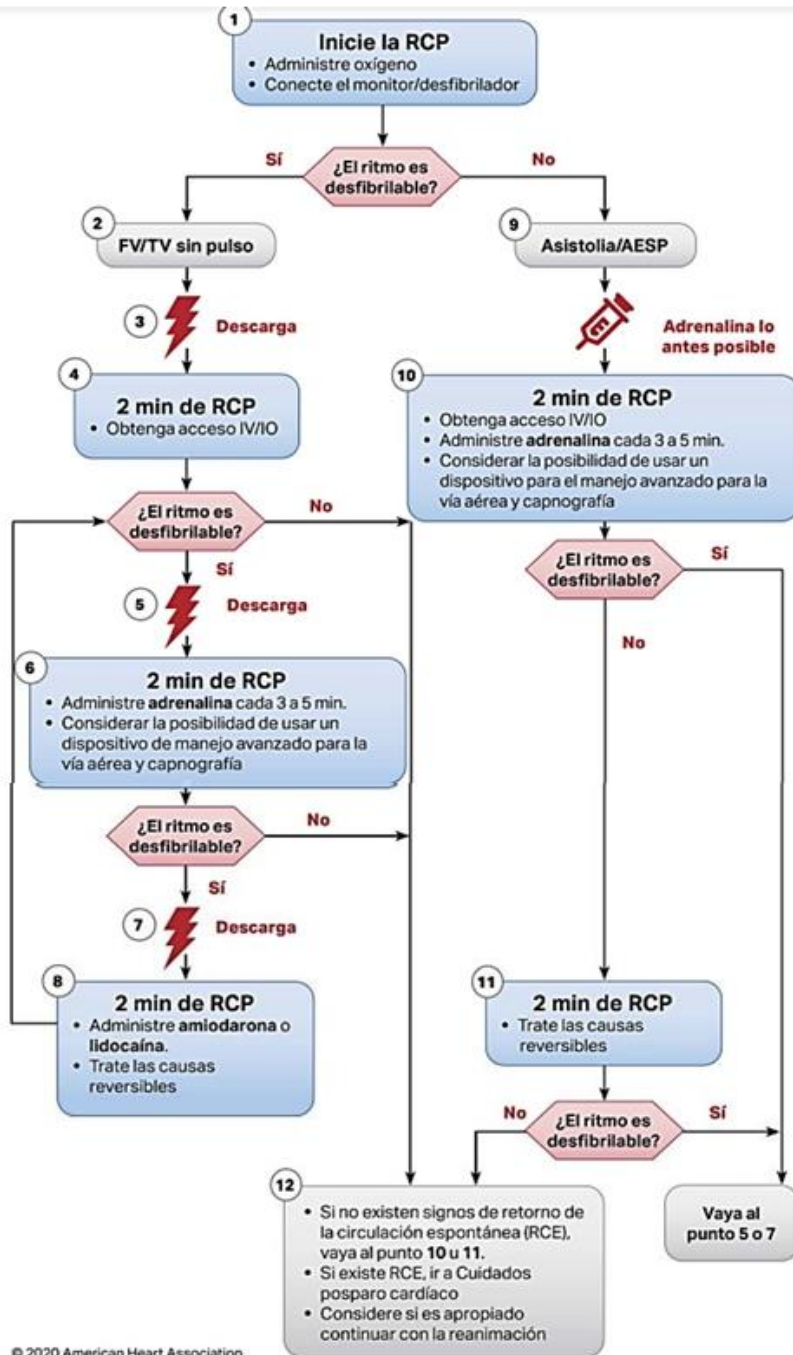 1
Inicie la RCP
• Administre oxígeno
• Conecte el monitor/desfibrilador
¿El ritmo es
desfibrilable?
Sí
No
2
FV/TV sin pulso
3
Descarga
4
2 min de RCP
• Obtenga acceso IV/IO
¿El ritmo es
desfibrilable?
No
Sí
5
Descarga
6
2 min de RCP
• Administre adrenalina cada 3 a 5 min.
• Considerar la posibilidad de usar un
dispositivo de manejo avanzado para la
vía aérea y capnografía
¿El ritmo es
desfibrilable?
No
Sí
7
Descarga
8
2 min de RCP
• Administre amiodarona o
lidocaína.
• Trate las causas
reversibles
9
Asistolia/AESP
Adrenalina lo
antes posible
10
2 min de RCP
• Obtenga acceso IV/IO
• Administre adrenalina cada 3 a 5 min.
• Considerar la posibilidad de usar un
dispositivo para el manejo avanzado para la
vía aérea y capnografía
¿El ritmo es
desfibrilable?
Sí
No
11
2 min de RCP
• Trate las causas
reversibles
¿El ritmo es
desfibrilable?
No
Sí
12
• Si no existen signos de retorno de
la circulación espontánea (RCE),
vaya al punto 10 u 11.
• Si existe RCE, ir a Cuidados
posparo cardíaco
• Considere si es apropiado
continuar con la reanimación
Vaya al
punto 5 o 7
© 2020 American Heart Association